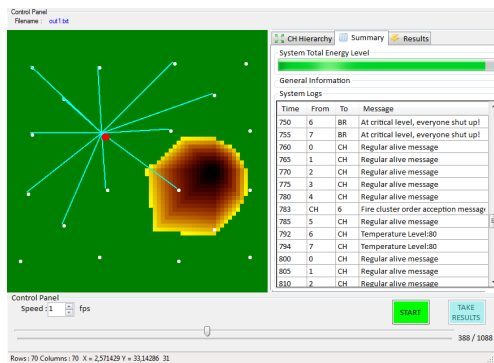 Control Panel
Filename : out1.txt
CH Hierarchy Summary Results
System Total Energy Level
General Information
System Logs
Time From To Message
750 6 BR At critical level, everyone shut up!
755 7 BR At critical level, everyone shut up!
760 0 CH Regular alive message
765 1 CH Regular alive message
770 2 CH Regular alive message
775 3 CH Regular alive message
780 4 CH Regular alive message
783 CH 6 Fire cluster order acception message
785 5 CH Regular alive message
792 6 CH Temperature Level:80
794 7 CH Temperature Level:80
800 0 CH Regular alive message
805 1 CH Regular alive message
810 2 CH Regular alive message
Control Panel
Speed : 1 fps
START
TAKE RESULTS
388 / 1088
Rows : 70 Columns : 70 X = 2,571429 Y = 33,14286 31